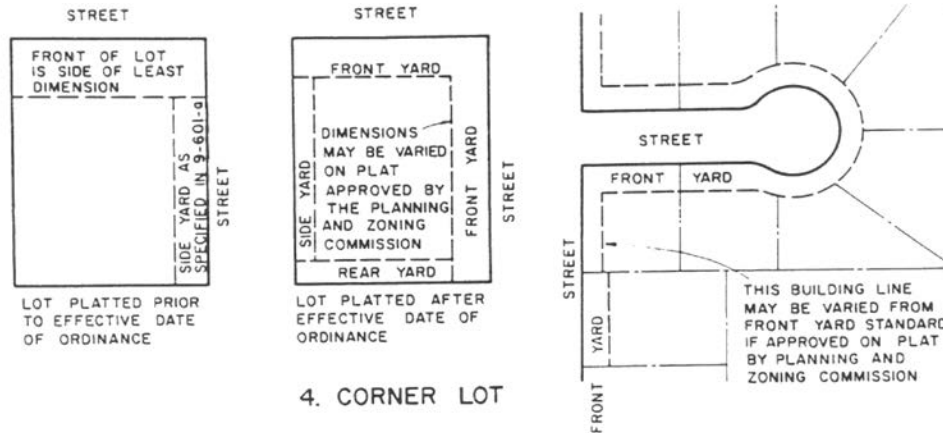 STREET
FRONT OF LOT
IS SIDE OF LEAST
DIMENSION
SIDE YARD AS
SPECIFIED IN 9-601-a
STREET
LOT PLATTED PRIOR
TO EFFECTIVE DATE
OF ORDINANCE
STREET
FRONT YARD
DIMENSIONS
MAY BE VARIED
ON PLAT
APPROVED BY
THE PLANNING
AND ZONING
COMMISSION
SIDE YARD
FRONT YARD
STREET
REAR YARD
LOT PLATTED AFTER
EFFECTIVE DATE OF
ORDINANCE
4. CORNER LOT
STREET
FRONT YARD
STREET
FRONT YARD
THIS BUILDING LINE
MAY BE VARIED FROM
FRONT YARD STANDARD
IF APPROVED ON PLAT
BY PLANNING AND
ZONING COMMISSION